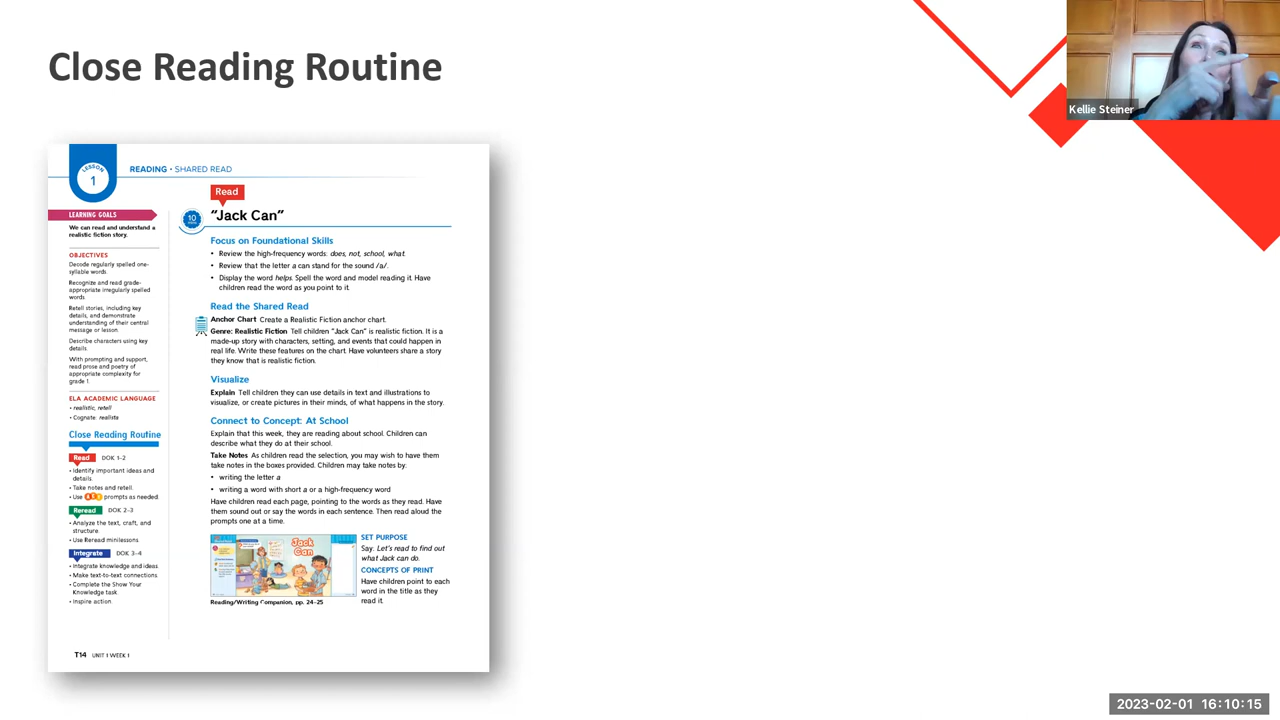 Close Reading Routine
Kellie Steiner
LESSON
1
READING • SHARED READ
LEARNING GOALS
We can read and understand a
realistic fiction story.
OBJECTIVES
Decode regularly spelled one-
syllable words
Recognize and read grade-
appropriate irregularly spelled
words
Retell stories, including key
details, and demonstrate
understanding of their central
message or lesson
Describe characters using key
details.
With prompting and support,
read prose and poetry of
appropriate complexity for
grade 1
ELA ACADEMIC LANGUAGE
• realistic, retell
• Cognate: realista
Close Reading Routine
Read DOK 1–2
• Identify important ideas and
details.
• Take notes and retell.
• Use prompts as needed.
Reread DOK 2–3
• Analyze the text, craft, and
structure.
• Use Reread minilessons.
Integrate DOK 3–4
• Integrate knowledge and ideas.
• Make text-to-text connections
• Complete the Show Your
Knowledge task
• Inspire action.
Read
10
"Jack Can"
Focus on Foundational Skills
• Review the high-frequency words: does, not, school, what.
• Review that the letter a can stand for the sound /a/.
• Display the word helps. Spell the word and model reading it. Have
children read the word as you point to it.
Read the Shared Read
Anchor Chart Create a Realistic Fiction anchor chart.
Genre: Realistic Fiction Tell children "Jack Can" is realistic fiction. It is a
made-up story with characters, setting, and events that could happen in
real life. Write these features on the chart. Have volunteers share a story
they know that is realistic fiction.
Visualize
Explain Tell children they can use details in text and illustrations to
visualize, or create pictures in their minds, of what happens in the story.
Connect to Concept: At School
Explain that this week, they are reading about school. Children can
describe what they do at their school.
Take Notes As children read the selection, you may wish to have them
take notes in the boxes provided. Children may take notes by:
• writing the letter a
• writing a word with short a or a high-frequency word
Have children read each page, pointing to the words as they read. Have
them sound out or say the words in each sentence. Then read aloud the
prompts one at a time.
Jack
Can
Reading/Writing Companion, pp. 24–25
SET PURPOSE
Say: Let's read to find out
what Jack can do.
CONCEPTS OF PRINT
Have children point to each
word in the title as they
read it.
T14 UNIT 1 WEEK 1
2023-02-01 16:10:15